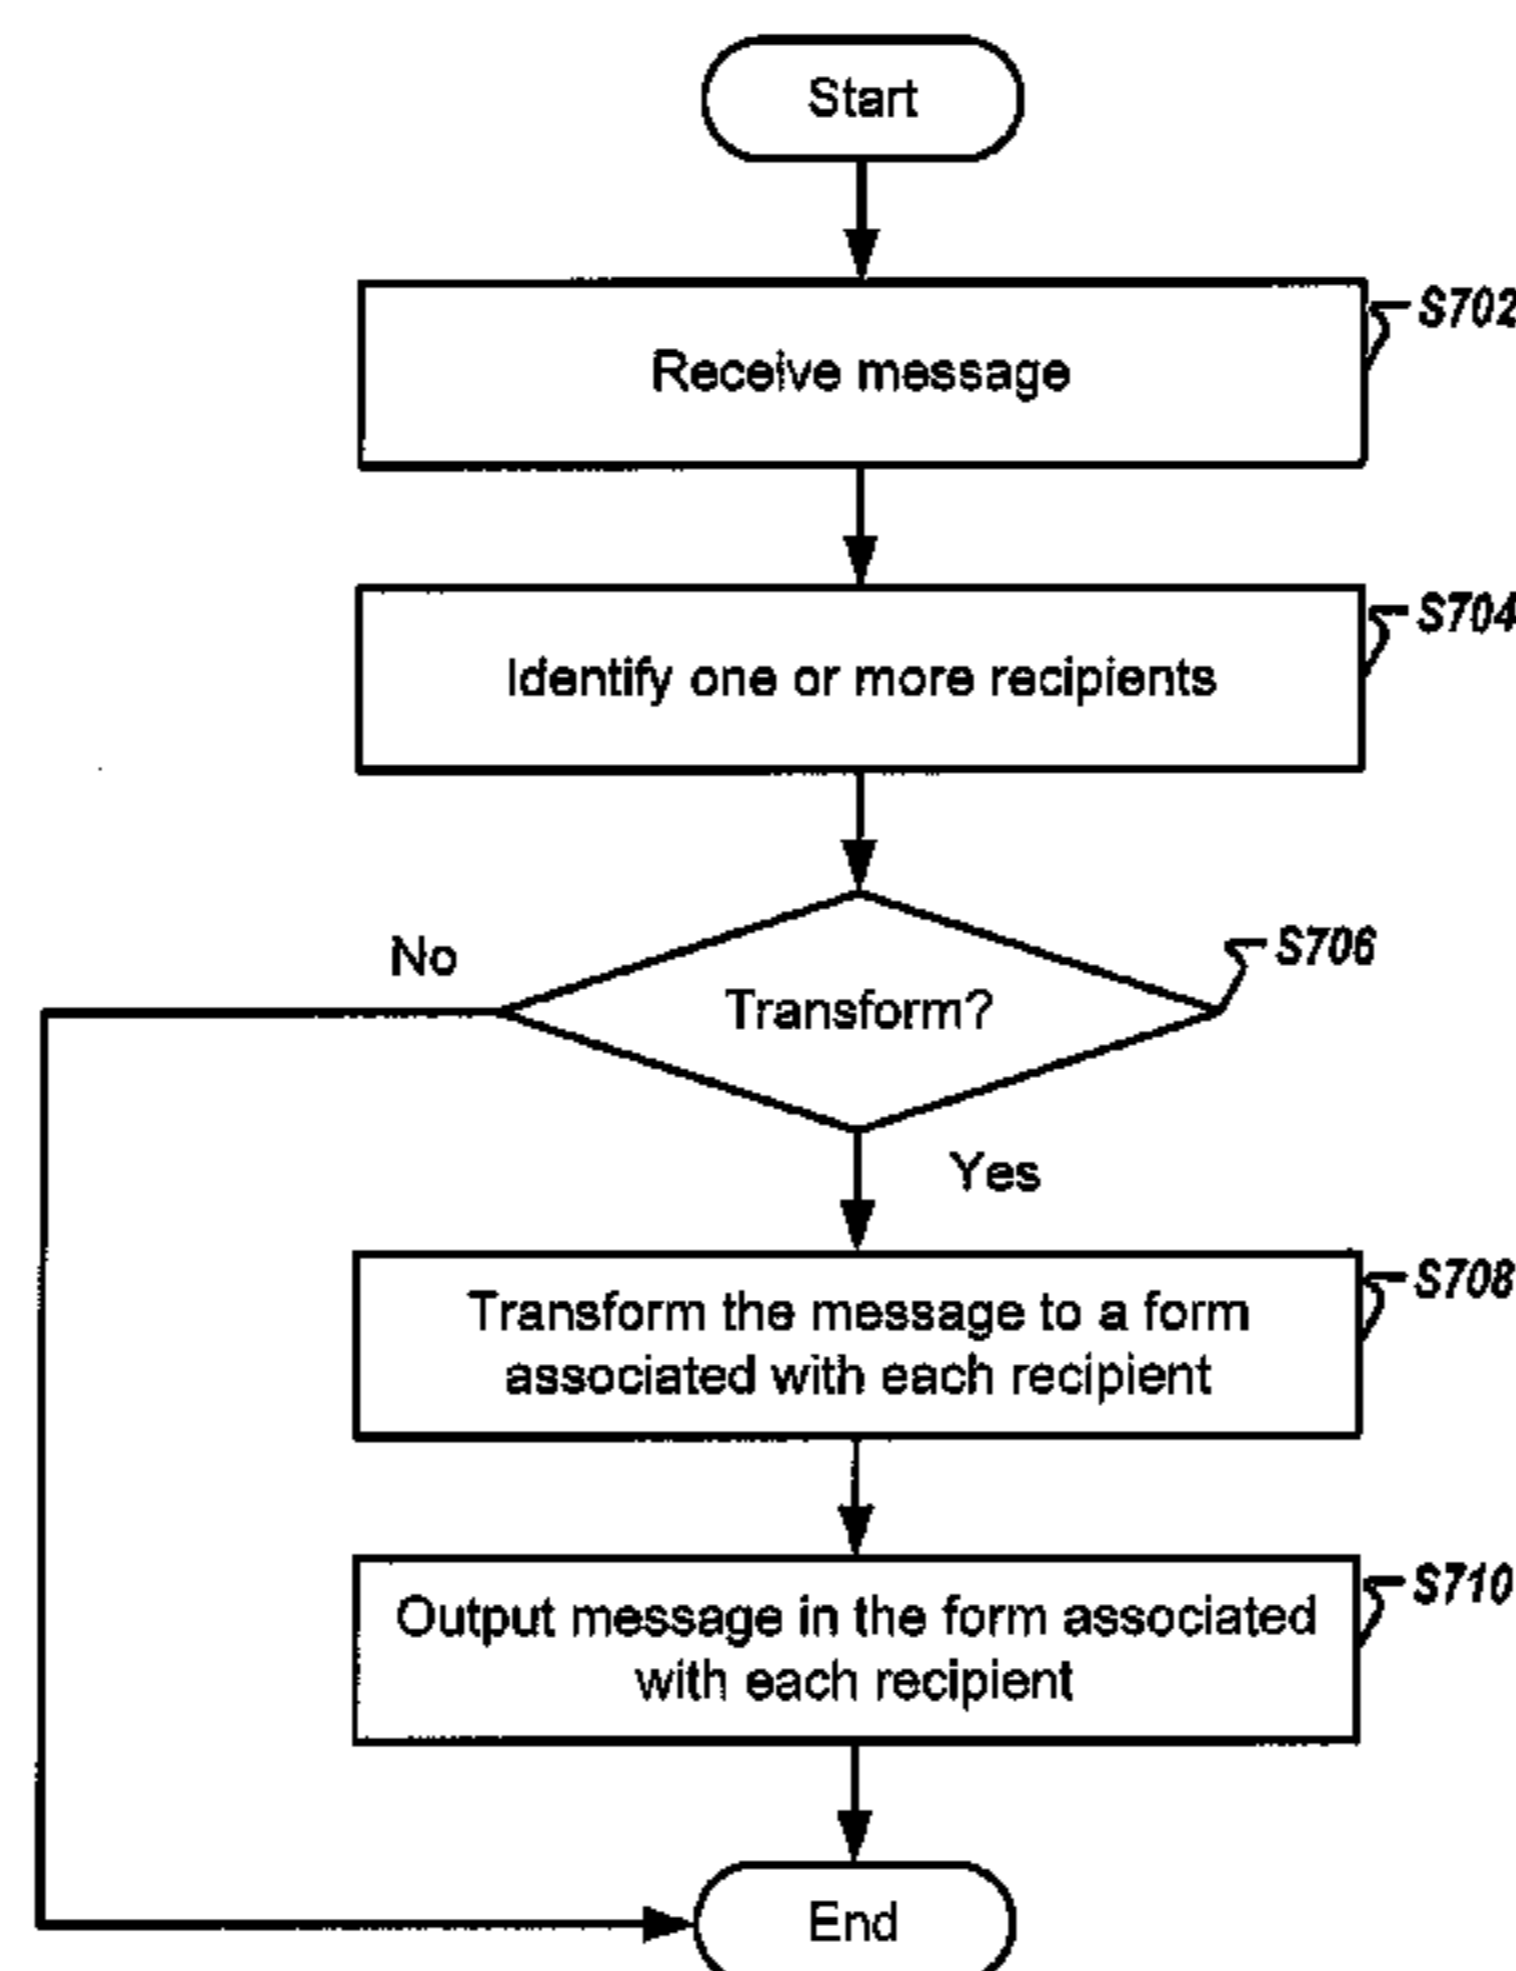 Start
S702
Receive message
S704
Identify one or more recipients
No
S706
Transform?
Yes
S708
Transform the message to a form
associated with each recipient
S710
Output message in the form associated
with each recipient
End